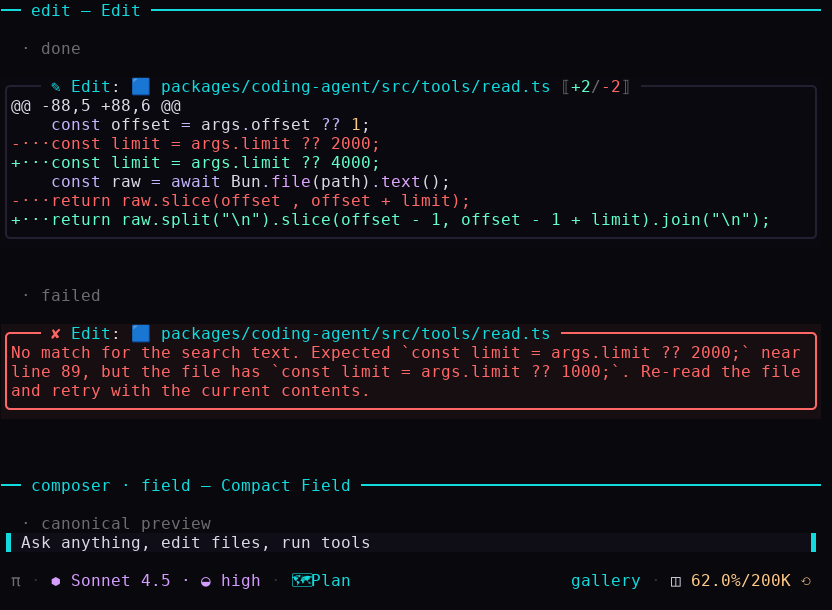 edit — Edit
· done
✎ Edit: 🟦 packages/coding-agent/src/tools/read.ts ⟦+2/-2⟧
@@ -88,5 +88,6 @@
    const offset = args.offset ?? 1;
-···const limit = args.limit ?? 2000;
+···const limit = args.limit ?? 4000;
    const raw = await Bun.file(path).text();
-···return raw.slice(offset , offset + limit);
+···return raw.split("\n").slice(offset - 1, offset - 1 + limit).join("\n");
· failed
✘ Edit: 🟦 packages/coding-agent/src/tools/read.ts
No match for the search text. Expected `const limit = args.limit ?? 2000;` near
line 89, but the file has `const limit = args.limit ?? 1000;`. Re-read the file
and retry with the current contents.
composer · field — Compact Field
· canonical preview
Ask anything, edit files, run tools
π · ⬢ Sonnet 4.5 · ◒ high · 🗺Plan gallery · ◫ 62.0%/200K ⟲